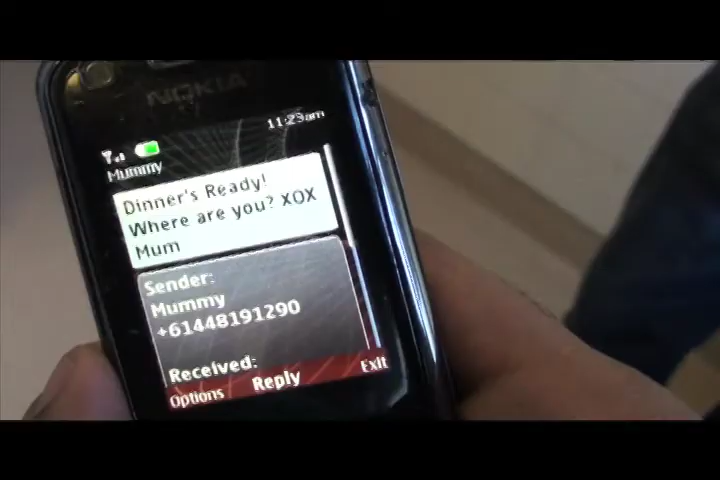 NOKIA
11:23am
Mummy
Dinner's Ready!
Where are you? XOX
Mum
Sender:
Mummy
+61448191290
Received:
Options Reply Exit